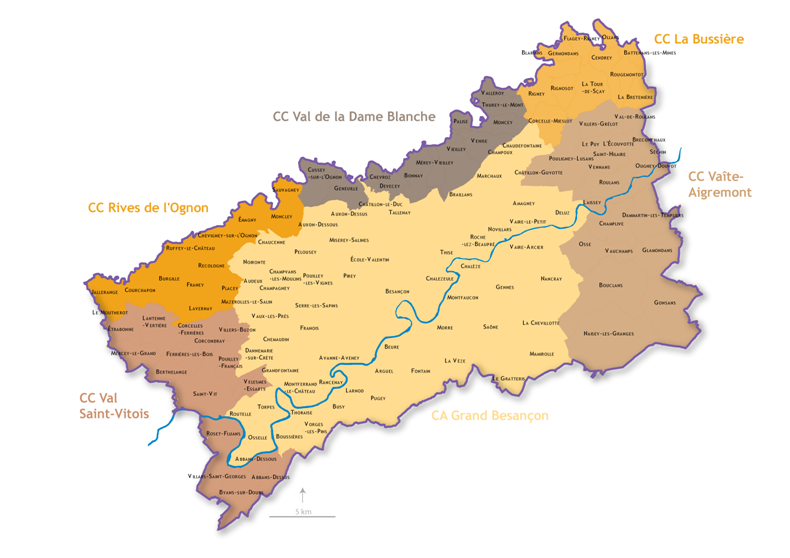 CC La Bussière
Flagey-Rigney
Ollans
Blarians
Germondans
Cendrey
Battenans-les-Mines
Rougemontot
La Tour
-de-Sçay
Rignosot
Rigney
La Bretenière
Valleroy
Thurey-le-Mont
CC Val de la Dame Blanche
Palise
Moncey
Corcelle-Mieslot
Villers-Grélot
Val-de-Roulans
Venise
Vieilley
Chaudefontaine
Champoux
Le Puy
L'Écouvotte
Breconchaux
Saint-Hilaire
Séchin
Pouligney-Lusans
Vennans
Osigney-Douvot
Cussey
-sur-l'Ognon
Chevroz
Devecey
Bonnay
Mérey-Vieilley
Marchaux
Châtillon-Guyotte
Roulans
CC Vaîte-
Aigremont
Sauvagney
Geneuille
Braillans
Châtillon-le-Duc
Tallenay
Amagney
Deluz
Laissey
Dammartin-les-Templiers
Champlive
CC Rives de l'Ognon
Émagny
Moncley
Auxon-Dessus
Auxon-Dessous
Vaire-le-Petit
Novillars
Roche
-lez-Beaupré
Vaire-Arcier
Chevigney-sur-l'Ognon
Chaucenne
Miserey-Salines
Ruffey-le-Château
Pelousey
École-Valentin
Thise
Chalèze
Chalezeule
Osse
Vauchamps
Glamondans
Recologne
Noironte
Champvans
-les-Moulins
Pouilley
-les-Vignes
Pirey
Burgille
Franey
Placey
Audeux
Champagney
Besançon
Montfaucon
Gennes
Nancray
Bouclans
Gonsans
Jallerange
Courchapon
Lavernay
Mazerolles-le-Salin
Serre-les-Sapins
Le Moutherot
Lantenne
-Vertière
Étrabonne
Corcelles
-Ferrières
Villers-Buzon
Vaux-les-Prés
Franois
Morre
Saône
La Chevillotte
Naisey-les-Granges
Corcondray
Chemaudin
Mercey-le-Grand
Ferrières-les-Bois
Pouilley
-Français
Dannemarie
-sur-Crète
Avanne-Aveney
Beure
La Vèze
Mamirolle
Berthelange
Grandfontaine
Arguel
Fontain
Le Gratteris
Velesmes
-Essarts
Montferrand
-le-Château
Rancenay
Larnod
Pugey
Saint-Vit
CC Val
Saint-Vitois
Routelle
Torpes
Thoraise
Busy
CA Grand Besançon
Roset-Fluans
Osselle
Boussières
Vorges
-les-Pins
Abbans-Dessous
Villars-Saint-Georges
Abbans-Dessus
Byans-sur-Doubs
5 km